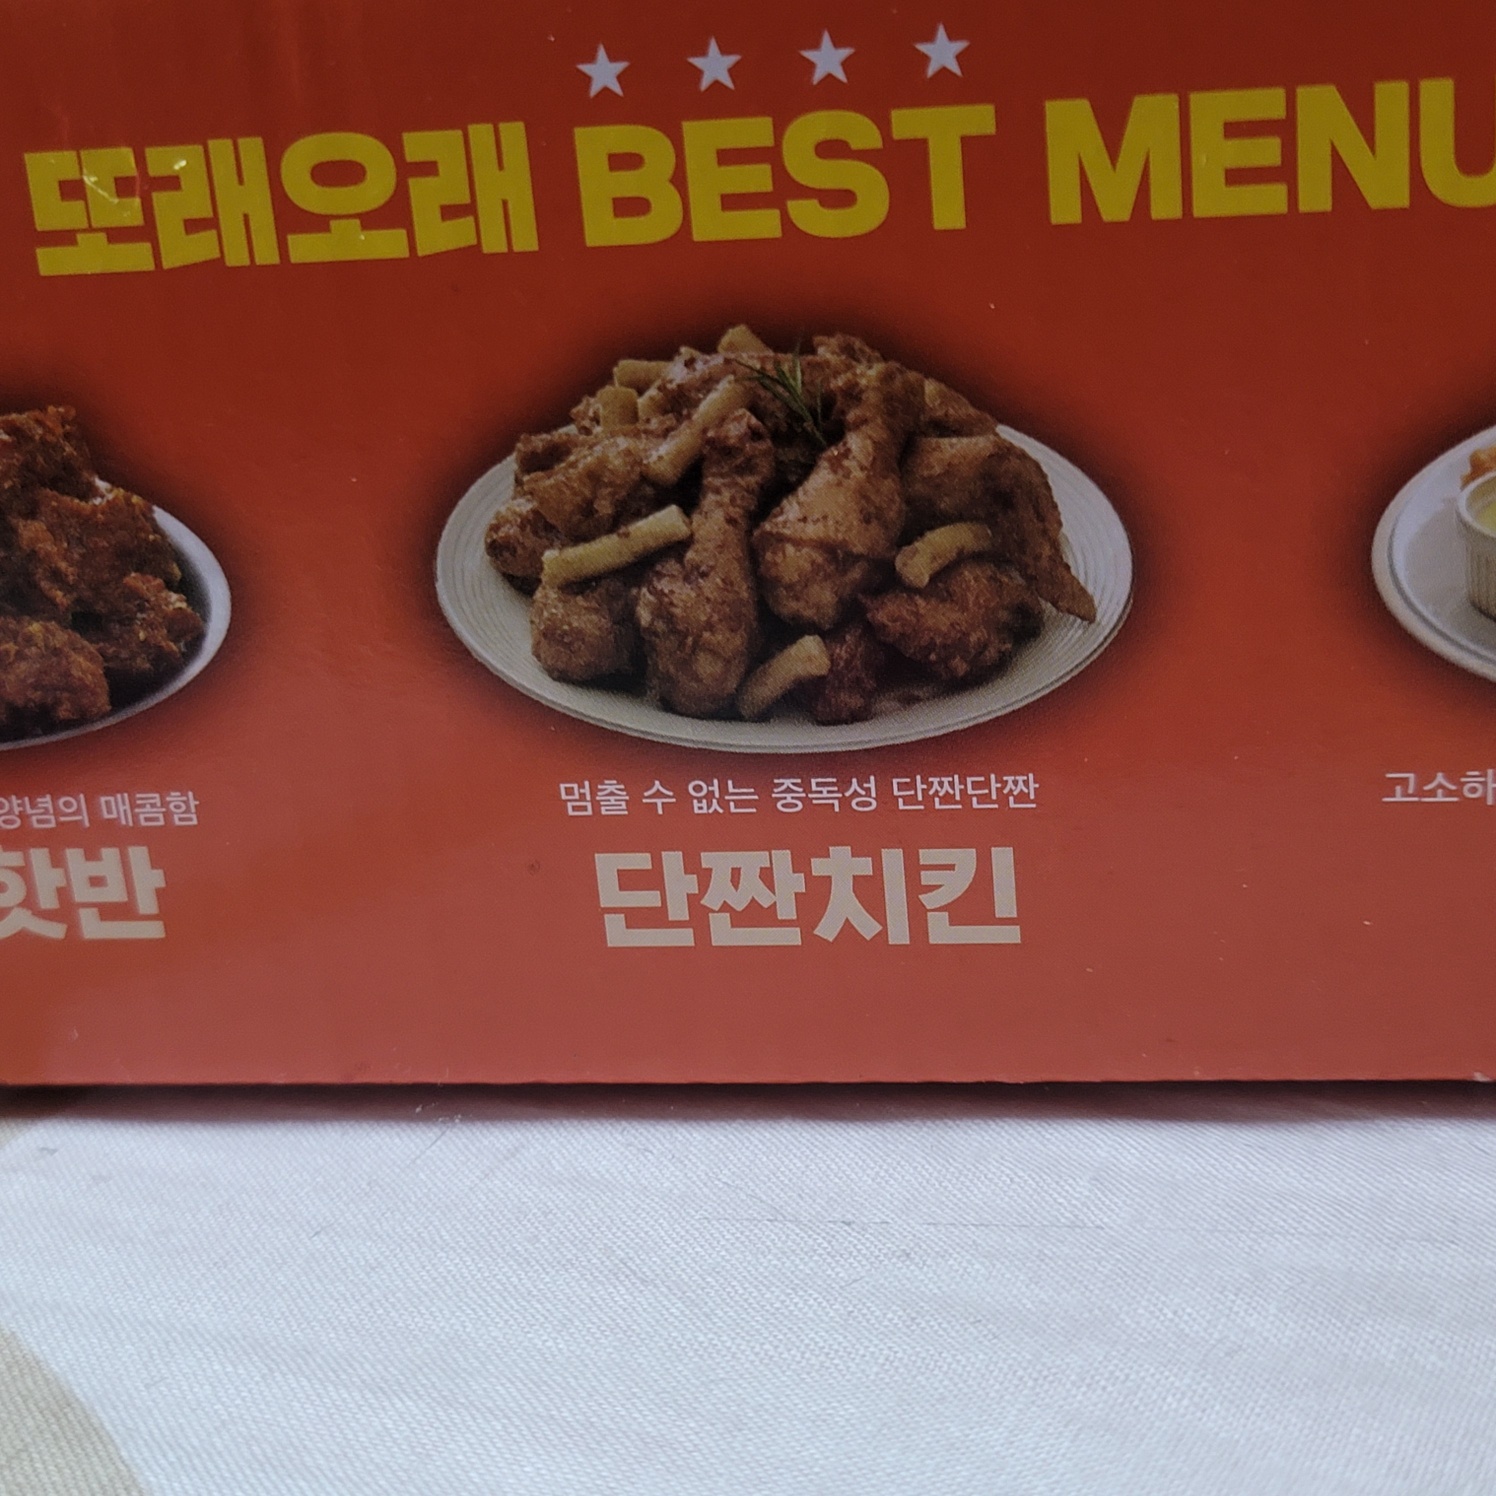 또래오래 BEST MENU
양념의 매콤함
핫반
멈출 수 없는 중독성 단짠단짠
단짠치킨
고소하